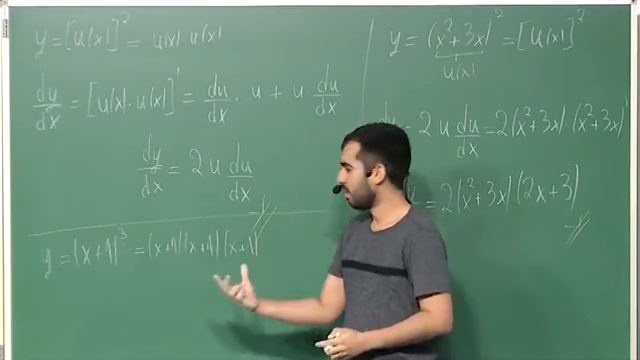 y = [u(x)]² = u(x) · u(x)
dy/dx = [u(x) · u(x)]' = du/dx · u + u du/dx
dy/dx = 2 u du/dx
y = (x+1)³ = (x+1)(x+1)(x+1)
y = (x²+3x)² = [u(x)]²
u(x)
= 2 u du/dx = 2(x²+3x) · (x²+3x)'
= 2(x²+3x)(2x+3)